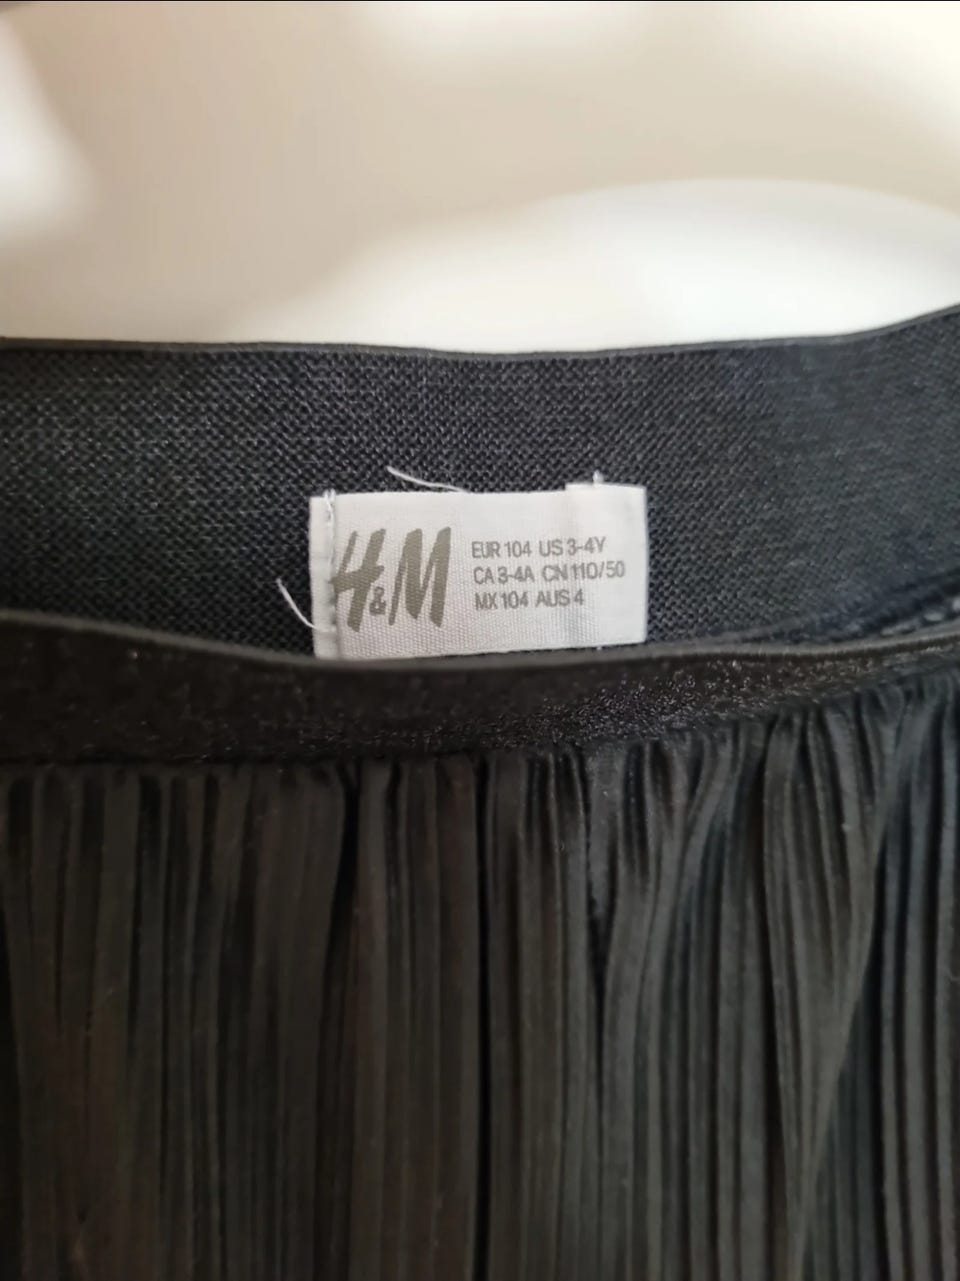 H&M
EUR 104 US 3-4Y
CA 3-4A CN 110/50
MX 104 AUS 4